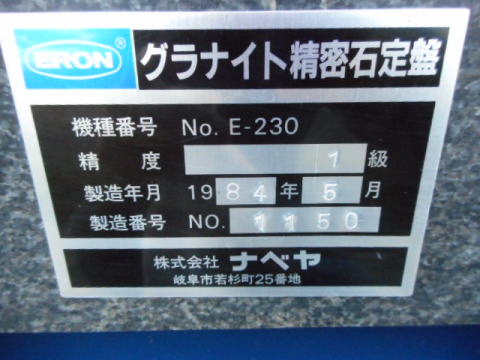 ERON® グラナイト精密石定盤
機種番号 No. E-230
精 度 1 級
製造年月 1984年5月
製造番号 NO. 1150
株式会社 ナベヤ
岐阜市若杉町25番地